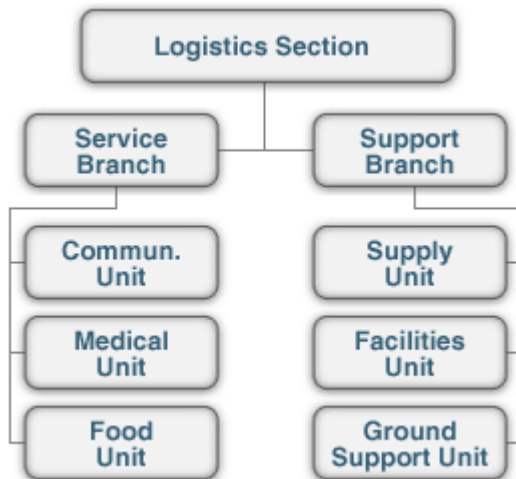 Logistics Section
Service
Branch
Support
Branch
Commun.
Unit
Supply
Unit
Medical
Unit
Facilities
Unit
Food
Unit
Ground
Support Unit